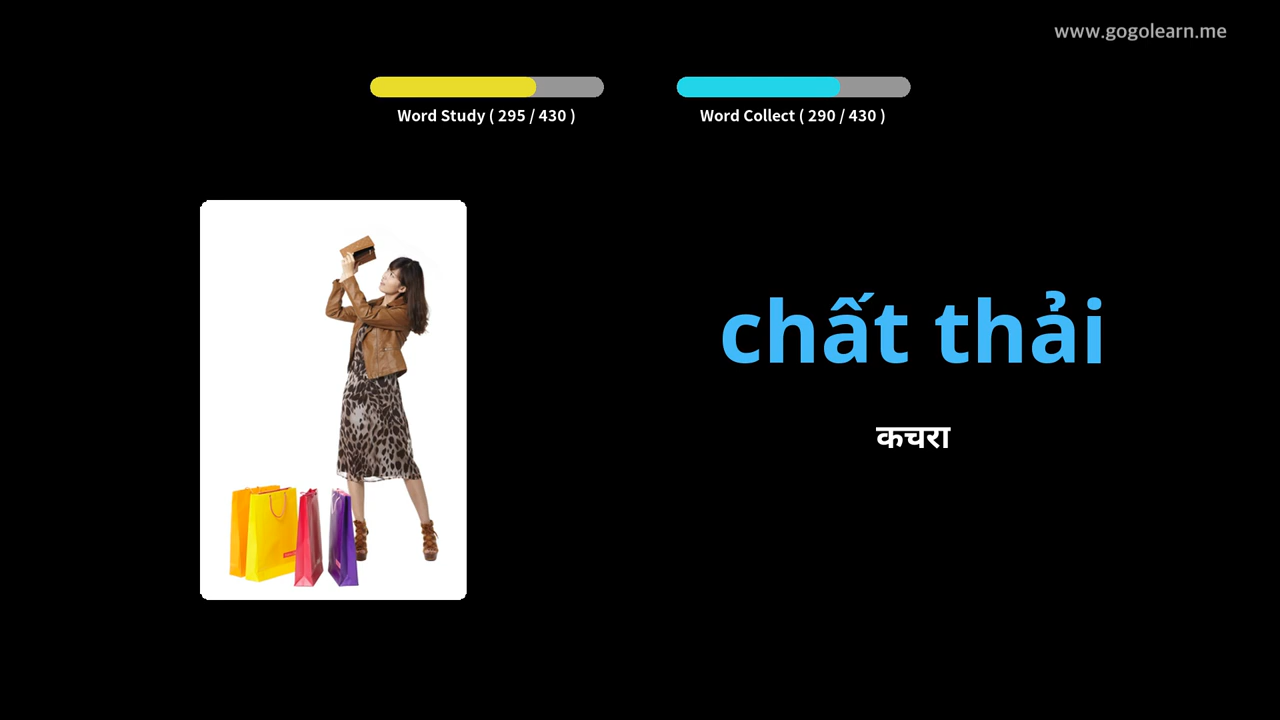 www.gogolearn.me
Word Study ( 295 / 430 )
Word Collect ( 290 / 430 )
chất thải
कचरा